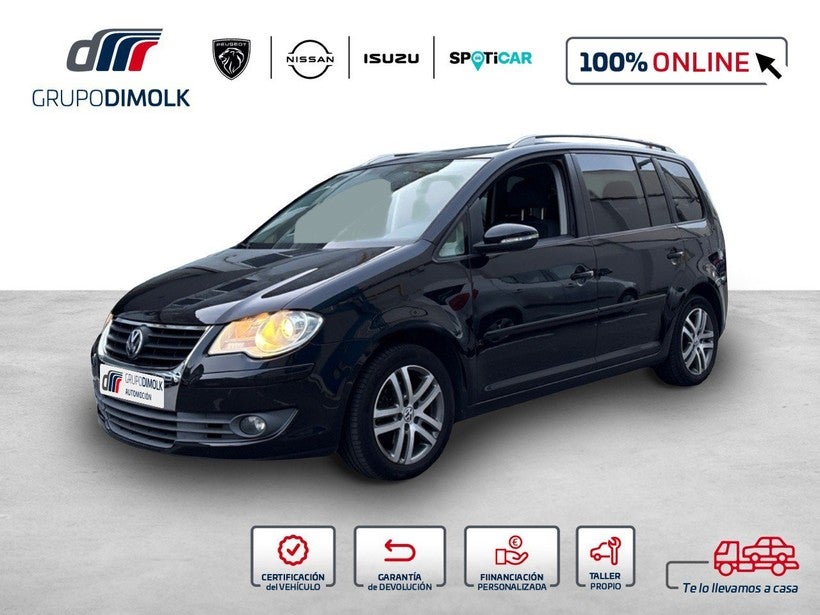 GRUPODIMOLK
PEUGEOT
NISSAN
ISUZU
SPOTiCAR
100% ONLINE
GRUPODIMOLK
AUTOMOCIÓN
CERTIFICACIÓN
del VEHÍCULO
GARANTÍA
de DEVOLUCIÓN
FIINANCIACIÓN
PERSONALIZADA
TALLER
PROPIO
Te lo llevamos a casa